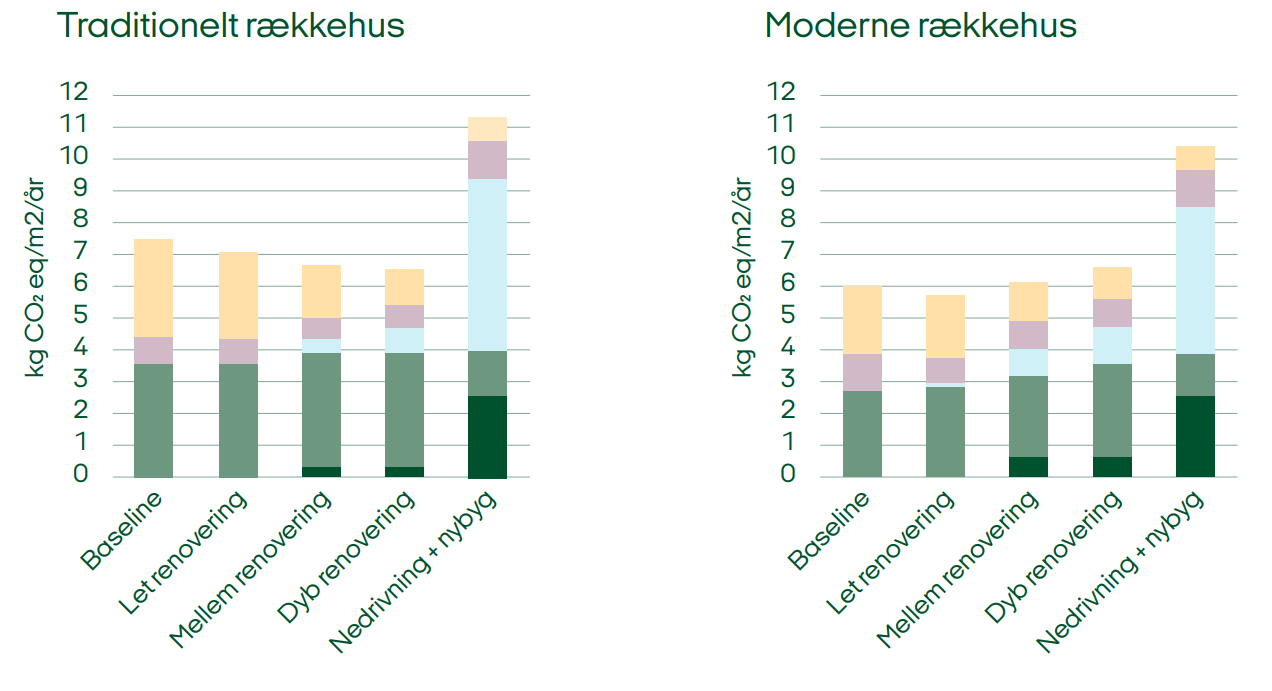 Traditionelt rækkehus
kg CO₂ eq/m2/år
12
11
10
9
8
7
6
5
4
3
2
1
0
Baseline
Let renovering
Mellem renovering
Dyb renovering
Nedrivning + nybyg
Moderne rækkehus
kg CO₂ eq/m2/år
12
11
10
9
8
7
6
5
4
3
2
1
0
Baseline
Let renovering
Mellem renovering
Dyb renovering
Nedrivning + nybyg